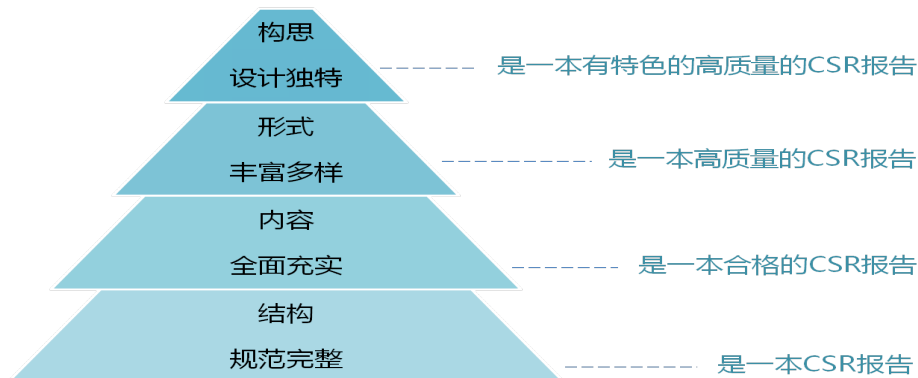 构思
设计独特
是一本有特色的高质量的CSR报告
形式
丰富多样
是一本高质量的CSR报告
内容
全面充实
是一本合格的CSR报告
结构
规范完整
是一本CSR报告